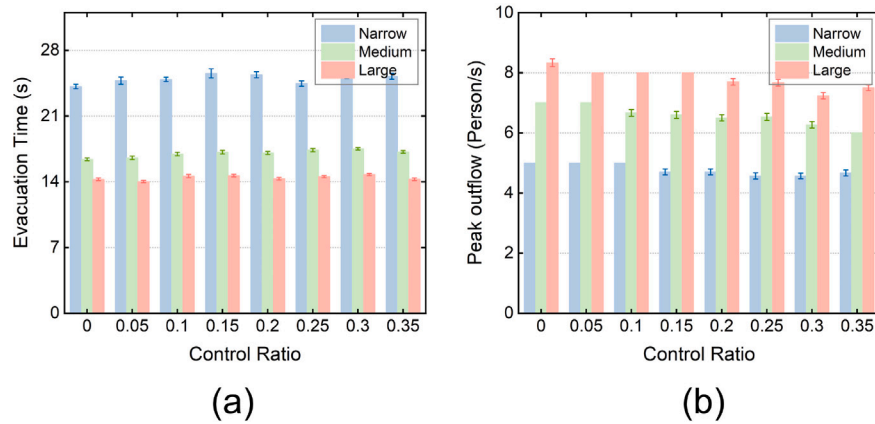 28
21
14
7
0
Evacuation Time (s)
Narrow
Medium
Large
0 0.05 0.1 0.15 0.2 0.25 0.3 0.35
Control Ratio
(a)
10
8
6
4
2
0
Peak outflow (Person/s)
Narrow
Medium
Large
0 0.05 0.1 0.15 0.2 0.25 0.3 0.35
Control Ratio
(b)